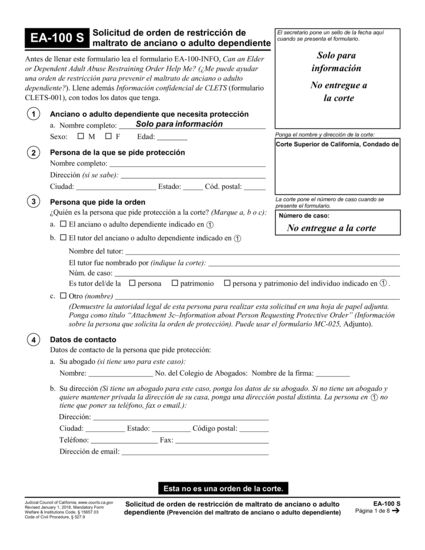 EA-100 S
Solicitud de orden de restricción de
maltrato de anciano o adulto dependiente
El secretario pone un sello de la fecha aquí
cuando se presenta el formulario.
Solo para
información
No entregue a
la corte
Antes de llenar este formulario lea el formulario EA-100-INFO, Can an Elder
or Dependent Adult Abuse Restraining Order Help Me? (¿Me puede ayudar
una orden de restricción para prevenir el maltrato de anciano o adulto
dependiente?). Llene además Información confidencial de CLETS (formulario
CLETS-001), con todos los datos que tenga.
1 Anciano o adulto dependiente que necesita protección
a. Nombre completo: Solo para información
Sexo: ☐ M ☐ F Edad:
Ponga el nombre y dirección de la corte:
Corte Superior de California, Condado de
2 Persona de la que se pide protección
Nombre completo:
Dirección (si se sabe):
Ciudad: Estado: Cód. postal:
La corte pone el número de caso cuando se
presente el formulario.
Número de caso:
No entregue a la corte
3 Persona que pide la orden
¿Quién es la persona que pide protección a la corte? (Marque a, b o c):
a. ☐ El anciano o adulto dependiente indicado en ①
b. ☐ El tutor del anciano o adulto dependiente indicado en ①
Nombre del tutor:
El tutor fue nombrado por (indique la corte):
Núm. de caso:
Es tutor del/de la ☐ persona ☐ patrimonio ☐ persona y patrimonio del individuo indicado en ①.
c. ☐ Otro (nombre)
(Demuestre la autoridad legal de esta persona para realizar esta solicitud en una hoja de papel adjunta.
Ponga como título “Attachment 3c–Information about Person Requesting Protective Order” (Información
sobre la persona que solicita la orden de protección). Puede usar el formulario MC-025, Adjunto).
4 Datos de contacto
Datos de contacto de la persona que pide protección:
a. Su abogado (si tiene uno para este caso):
Nombre: No. del Colegio de Abogados: Nombre de la firma:
b. Su dirección (Si tiene un abogado para este caso, ponga los datos de su abogado. Si no tiene un abogado y
quiere mantener privada la dirección de su casa, ponga una dirección postal distinta. La persona en ① no
tiene que poner su teléfono, fax o email.):
Dirección:
Ciudad: Estado: Código postal:
Teléfono: Fax:
Dirección de email:
Esta no es una orden de la corte.
Judicial Council of California, www.courts.ca.gov
Revised January 1, 2018, Mandatory Form
Welfare & Institutions Code, § 15657.03
Code of Civil Procedure, § 527.9
Solicitud de orden de restricción de maltrato de anciano o adulto
dependiente (Prevención del maltrato de anciano o adulto dependiente)
EA-100 S
Página 1 de 8 →